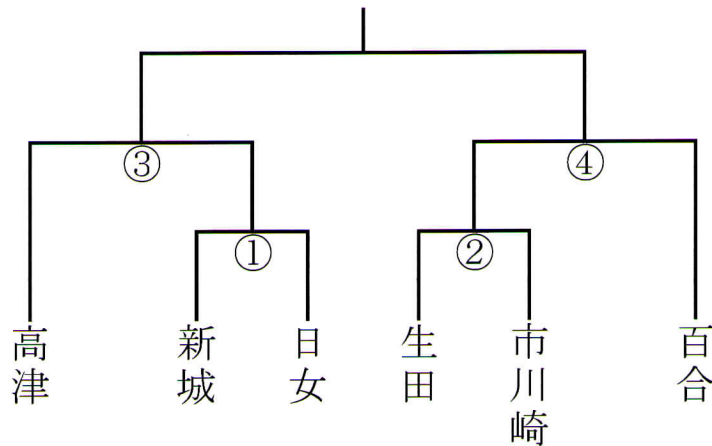 ③
④
①
②
高津
新城
日女
生田
市川崎
百合